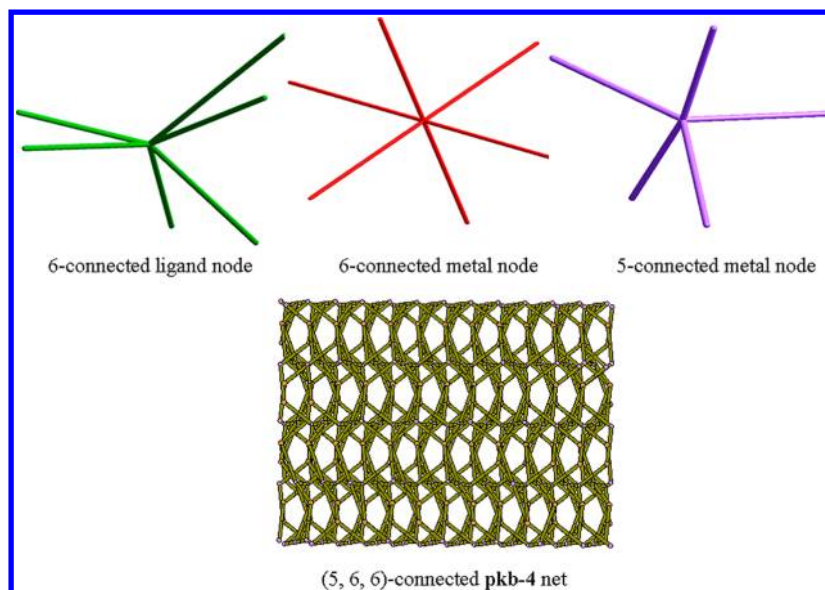 6-connected ligand node
6-connected metal node
5-connected metal node
(5, 6, 6)-connected pkb-4 net